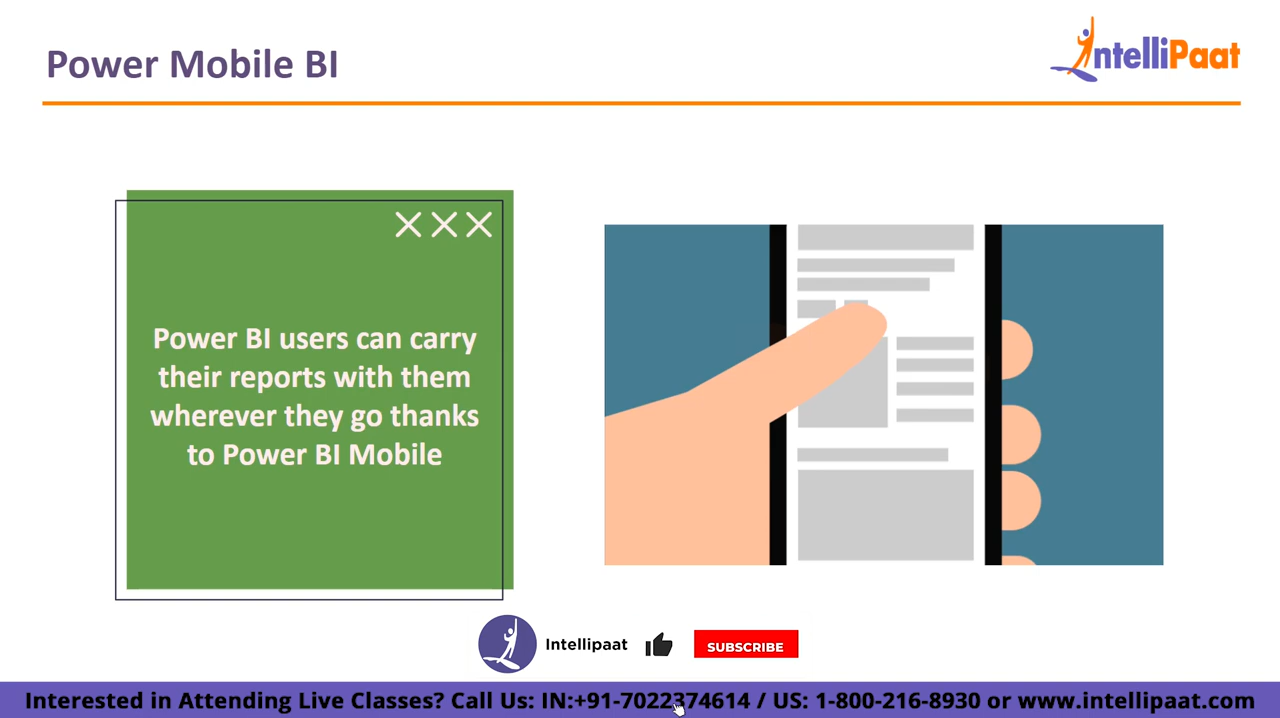 Power Mobile BI
IntelliPaat
Power BI users can carry
their reports with them
wherever they go thanks
to Power BI Mobile
Intellipaat
SUBSCRIBE
Interested in Attending Live Classes? Call Us: IN:+91-7022374614 / US: 1-800-216-8930 or www.intellipaat.com